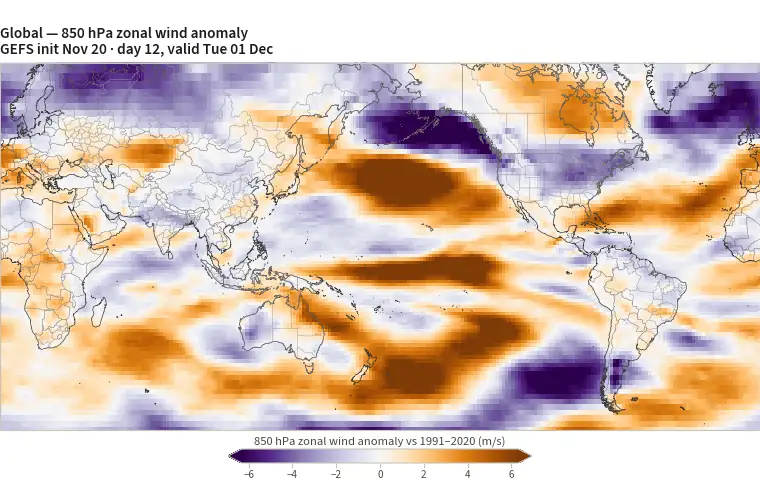 Global — 850 hPa zonal wind anomaly
GEFS init Nov 20 · day 12, valid Tue 01 Dec
850 hPa zonal wind anomaly vs 1991–2020 (m/s)
−6 −4 −2 0 2 4 6